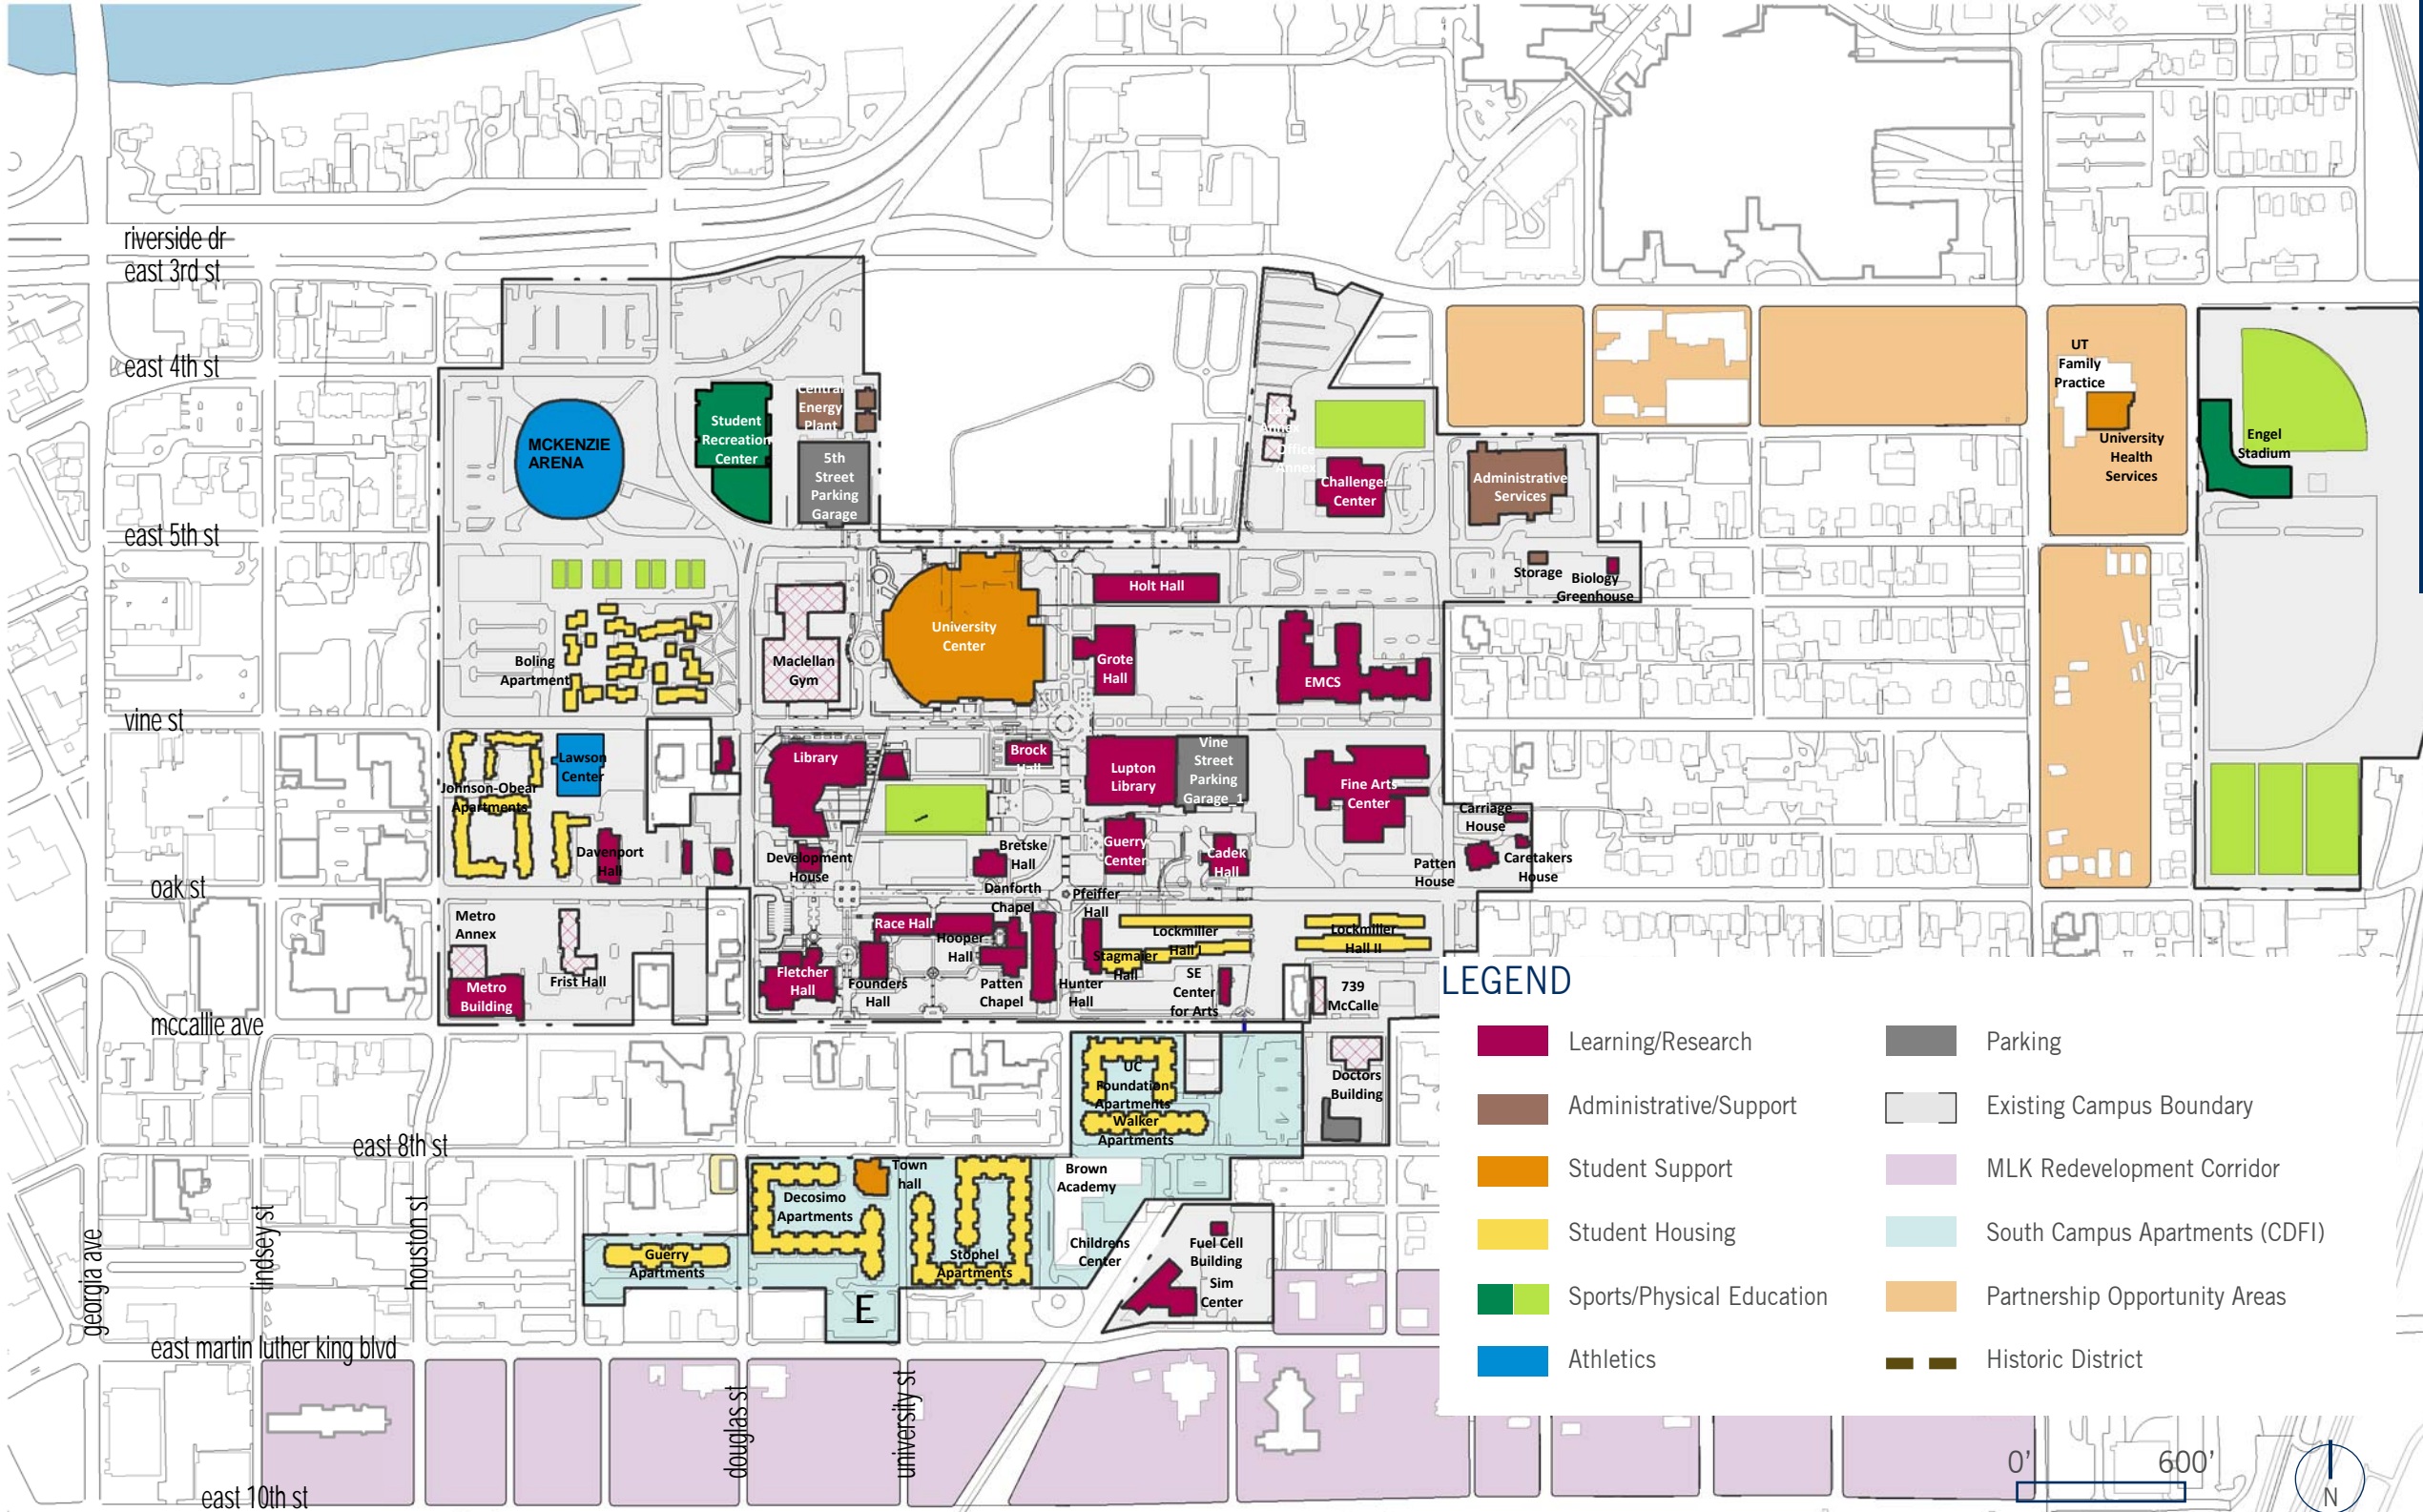 riverside dr
east 3rd st
east 4th st
UT
Family
Practice
Central
Energy
Plant
Student
Recreation
Center
MCKENZIE
ARENA
5th
Street
Parking
Garage
Annex
Office
Annex
Challenger
Center
Administrative
Services
University
Health
Services
Engel
Stadium
east 5th st
Storage
Biology
Greenhouse
Holt Hall
University
Center
Boling
Apartment
Maclellan
Gym
Grote
Hall
EMCS
vine st
Lawson
Center
Library
Brock
Hall
Lupton
Library
Vine
Street
Parking
Garage_1
Fine Arts
Center
Johnson-Obear
Apartments
Carriage
House
Davenport
Hall
Development
House
Bretske
Hall
Guerry
Center
Cadek
Hall
Patten
House
Caretakers
House
oak st
Danforth
Chapel
Pfeiffer
Hall
Metro
Annex
Race Hall
Hooper
Hall
Lockmiller
Hall I
Lockmiller
Hall II
Stagmaier
Hall
Frist Hall
Metro
Building
Fletcher
Hall
Founders
Hall
Patten
Chapel
Hunter
Hall
SE
Center
for Arts
739
McCalle
mccallie ave
UC
Foundation
Apartments
Walker
Apartments
Doctors
Building
east 8th st
Town
hall
Brown
Academy
Decosimo
Apartments
Guerry
Apartments
Stophel
Apartments
Childrens
Center
Fuel Cell
Building
Sim
Center
E
georgia ave
lindsey st
houston st
east martin luther king blvd
douglas st
university st
east 10th st
LEGEND
Learning/Research
Administrative/Support
Student Support
Student Housing
Sports/Physical Education
Athletics
Parking
Existing Campus Boundary
MLK Redevelopment Corridor
South Campus Apartments (CDFI)
Partnership Opportunity Areas
Historic District
0'
600'
N